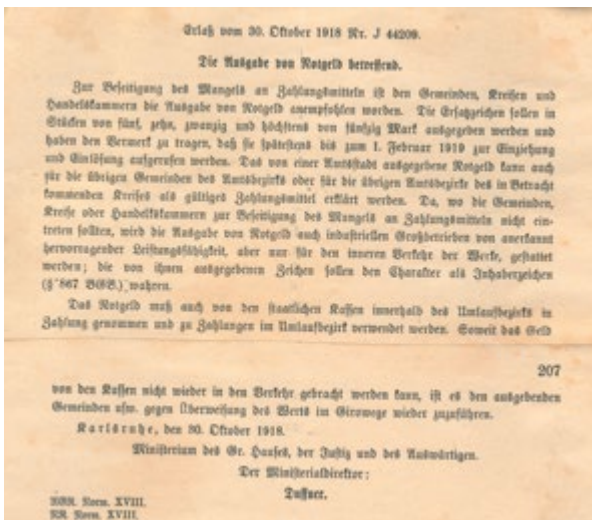 Erlaß vom 30. Oktober 1918 Nr. J 44209.
Die Ausgabe von Notgeld betreffend.
Zur Beseitigung des Mangels an Zahlungsmitteln ist den Gemeinden, Kreisen und
Handelskammern die Ausgabe von Notgeld anempfohlen worden. Die Ersatzzeichen sollen in
Stücken von fünf, zehn, zwanzig und höchstens von fünfzig Mark ausgegeben werden und
haben den Vermerk zu tragen, daß sie spätestens bis zum 1. Februar 1919 zur Einziehung
und Einlösung aufgerufen werden. Das von einer Amtsstadt ausgegebene Notgeld kann auch
für die übrigen Gemeinden des Amtsbezirks oder für die übrigen Amtsbezirke des in Betracht
kommenden Kreises als gültiges Zahlungsmittel erklärt werden. Da, wo die Gemeinden,
Kreise oder Handelskammern zur Beseitigung des Mangels an Zahlungsmitteln nicht ein-
treten sollten, wird die Ausgabe von Notgeld auch industriellen Großbetrieben von anerkannt
hervorragender Leistungsfähigkeit, aber nur für den inneren Verkehr der Werke, gestattet
werden; die von ihnen ausgegebenen Zeichen sollen den Charakter als Inhaberzeichen
(§ 867 BGB.) wahren.
Das Notgeld muß auch von den staatlichen Kassen innerhalb des Umlaufbezirks in
Zahlung genommen und zu Zahlungen im Umlaufbezirk verwendet werden. Soweit das Geld
207
von den Kassen nicht wieder in den Verkehr gebracht werden kann, ist es den ausgebenden
Gemeinden usw. gegen Überweisung des Werts im Girowege wieder zuzuführen.
Karlsruhe, den 30. Oktober 1918.
Ministerium des Gr. Hauses, der Justiz und des Auswärtigen.
Der Ministerialdirektor:
Duffner.
Norm. XVIII.
NR. Norm. XVIII.